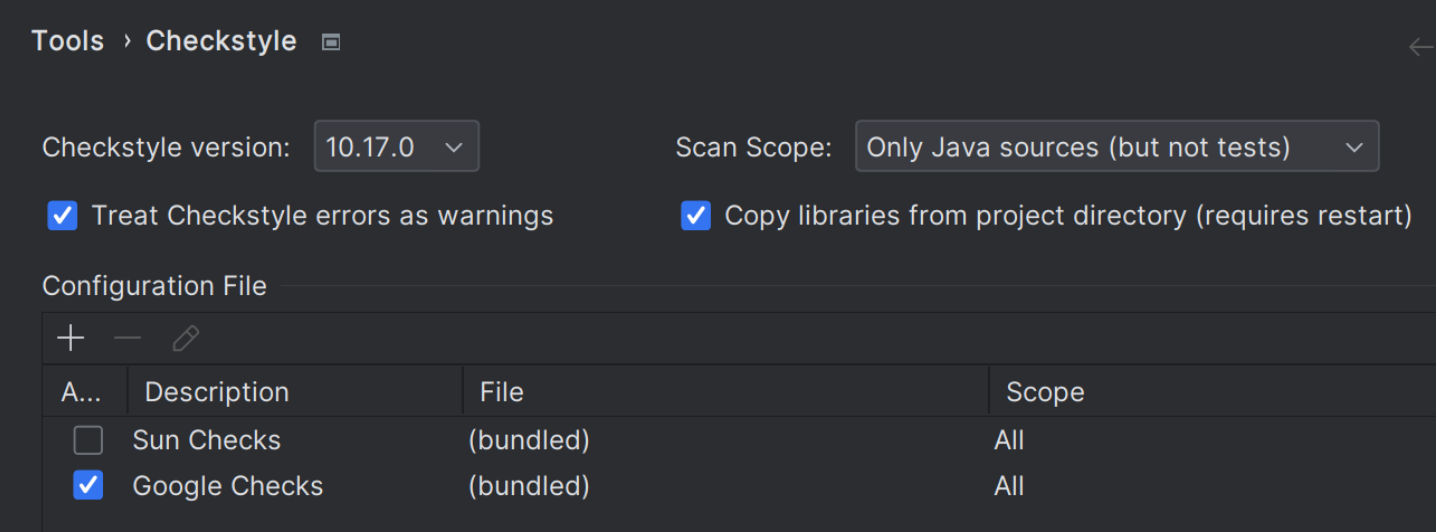 Tools › Checkstyle
Checkstyle version: 10.17.0 Scan Scope: Only Java sources (but not tests)
Treat Checkstyle errors as warnings Copy libraries from project directory (requires restart)
Configuration File
A... Description File Scope
Sun Checks (bundled) All
Google Checks (bundled) All